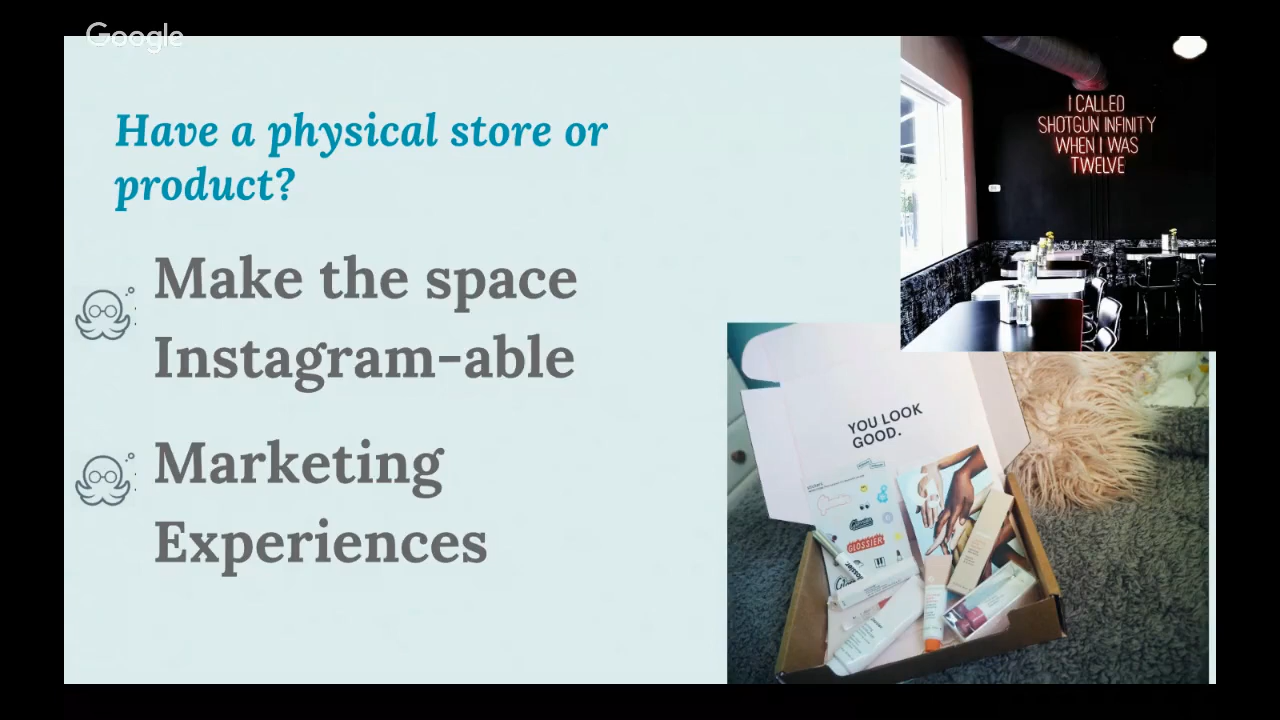 Google
Have a physical store or
product?
Make the space
Instagram-able
Marketing
Experiences
I CALLED
SHOTGUN INFINITY
WHEN I WAS
TWELVE
YOU LOOK
GOOD.
GLOSSIER